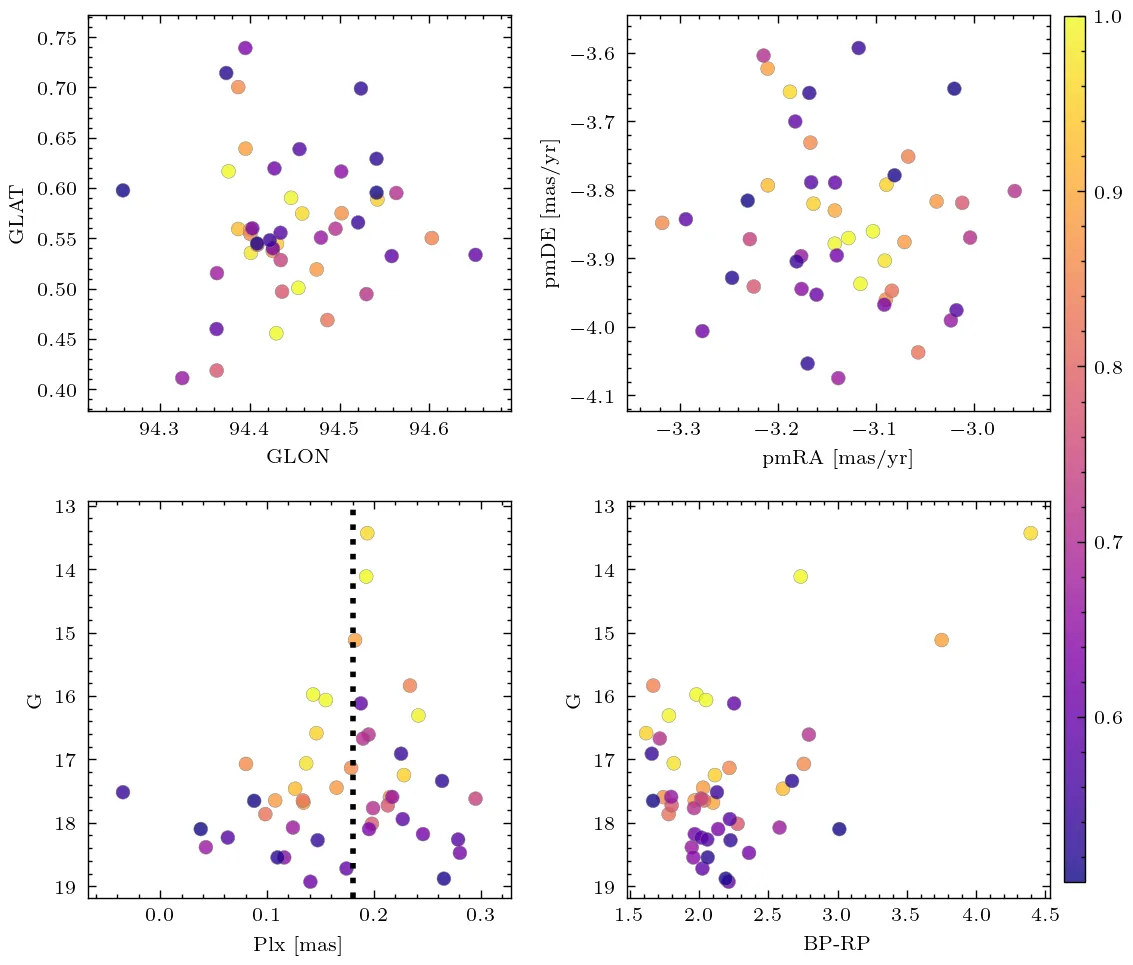 0.75
0.70
0.65
0.60
0.55
0.50
0.45
0.40
GLAT
94.3 94.4 94.5 94.6
GLON
−3.6
−3.7
−3.8
−3.9
−4.0
−4.1
pmDE [mas/yr]
−3.3 −3.2 −3.1 −3.0
pmRA [mas/yr]
13
14
15
16
17
18
19
G
0.0 0.1 0.2 0.3
Plx [mas]
13
14
15
16
17
18
19
G
1.5 2.0 2.5 3.0 3.5 4.0 4.5
BP-RP
1.0
0.9
0.8
0.7
0.6